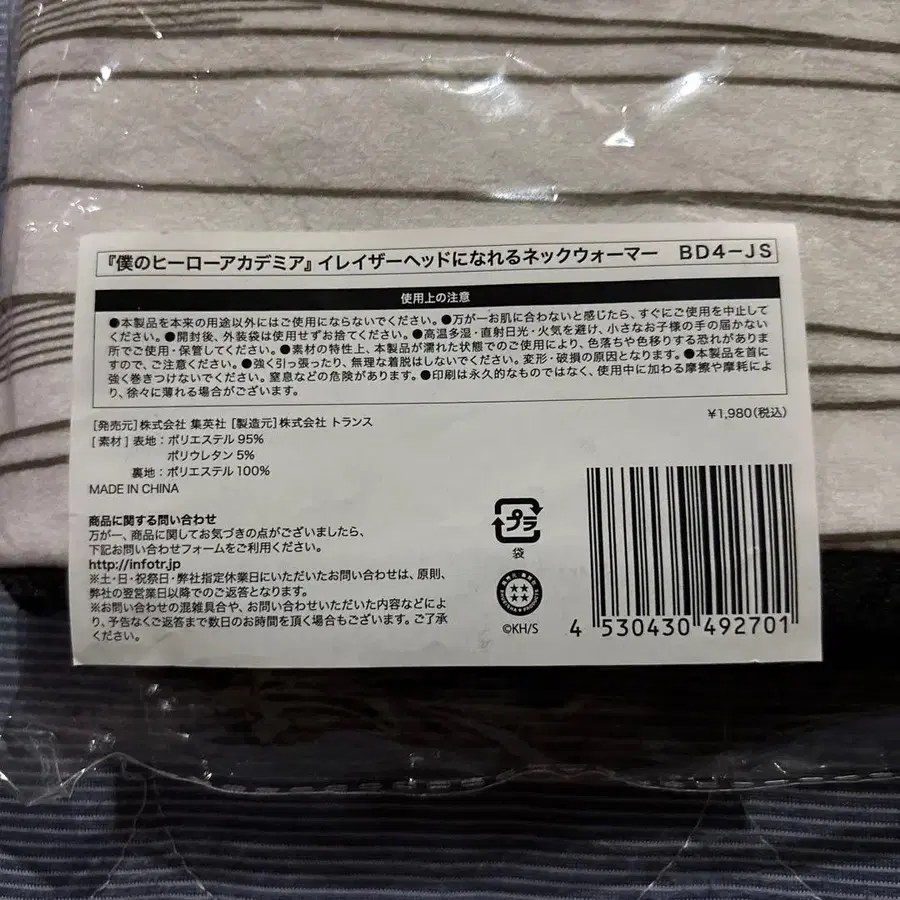 『僕のヒーローアカデミア』イレイザーヘッドになれるネックウォーマー BD4-JS
使用上の注意
●本製品を本来の用途以外にはご使用にならないでください。●万が一お肌に合わないと感じたら、すぐにご使用を中止して
ください。●開封後、外装袋は使用せずお捨てください。●高温多湿・直射日光・火気を避け、小さなお子様の手の届かない
所でご使用・保管してください。●素材の特性上、本製品が濡れた状態でのご使用により、色落ちや色移りする恐れがありま
すので、ご注意ください。●強く引っ張ったり、無理な着脱はしないでください。変形・破損の原因となります。●本製品を首に
強く巻きつけないでください。窒息などの危険があります。●印刷は永久的なものではなく、使用中に加わる摩擦や摩耗によ
り、徐々に薄れる場合がございます。
[発売元]株式会社 集英社 [製造元]株式会社 トランス
¥1,980(税込)
[素材] 表地:ポリエステル 95%
ポリウレタン 5%
裏地:ポリエステル 100%
MADE IN CHINA
商品に関する問い合わせ
万が一、商品に関してお気づきの点がございましたら、
下記お問い合わせフォームをご利用ください。
http://infotr.jp/
※土・日・祝祭日・弊社指定休業日にいただいたお問い合わせは、原則、
弊社の翌営業日以降でのご返答となります。
※お問い合わせの混雑具合や、お問い合わせいただいた内容などによ
り、予告なくご返答まで数日のお時間を頂く場合もございます。ご了承
ください。
プラ
袋
©KH/S
4 530430 492701